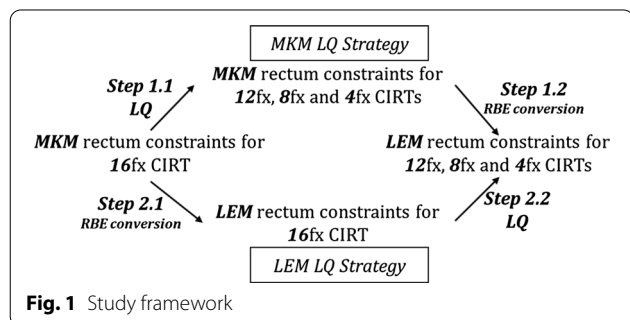 MKM LQ Strategy
Step 1.1
LQ
MKM rectum constraints for
12fx, 8fx and 4fx CIRTs
Step 1.2
RBE conversion
MKM rectum constraints for
16fx CIRT
LEM rectum constraints for
12fx, 8fx and 4fx CIRTs
Step 2.1
RBE conversion
LEM rectum constraints for
16fx CIRT
Step 2.2
LQ
LEM LQ Strategy
Fig. 1 Study framework